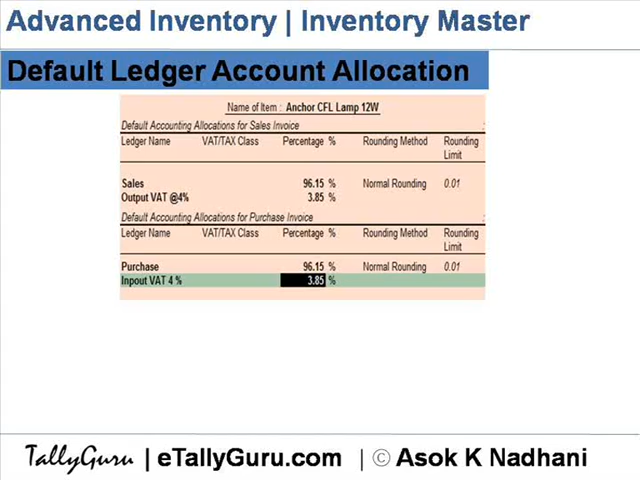 Advanced Inventory | Inventory Master
Default Ledger Account Allocation
Name of Item : Anchor CFL Lamp 12W
Default Accounting Allocations for Sales Invoice :
Ledger Name VAT/TAX Class Percentage % Rounding Method Rounding
Limit
Sales 96.15 % Normal Rounding 0.01
Output VAT @4% 3.85 %
Default Accounting Allocations for Purchase Invoice :
Ledger Name VAT/TAX Class Percentage % Rounding Method Rounding
Limit
Purchase 96.15 % Normal Rounding 0.01
Inpout VAT 4 % 3.85 %
TallyGuru | eTallyGuru.com | © Asok K Nadhani